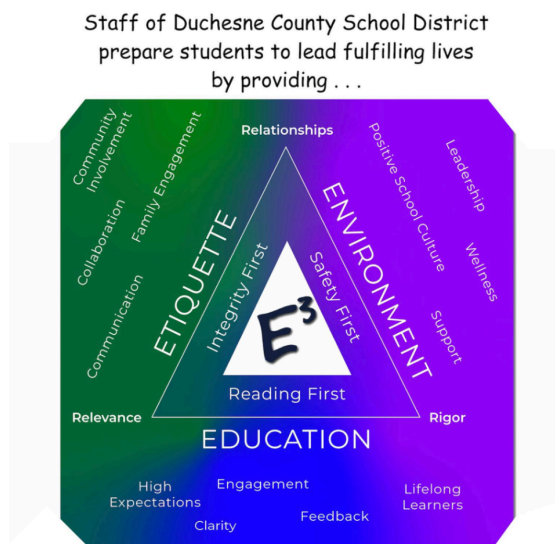 Staff of Duchesne County School District
prepare students to lead fulfilling lives
by providing . . .
Relationships
Community
Involvement
Family Engagement
Collaboration
Communication
ETIQUETTE
Integrity First
E³
Safety First
ENVIRONMENT
Positive School Culture
Leadership
Wellness
Support
Reading First
Relevance
Rigor
EDUCATION
High
Expectations
Engagement
Clarity
Feedback
Lifelong
Learners